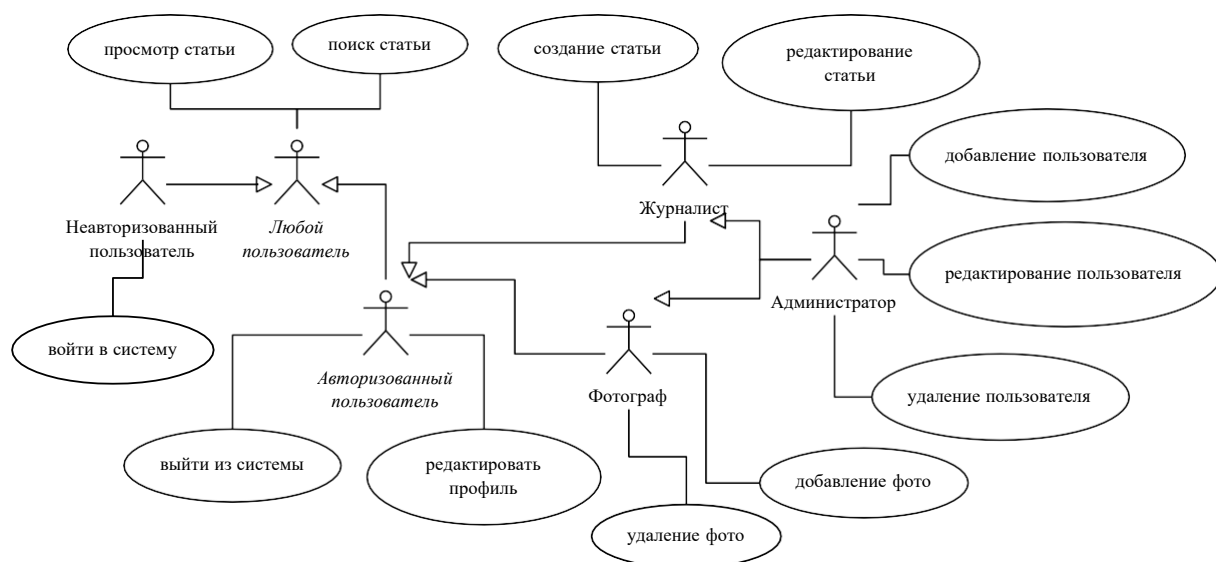 просмотр статьи
поиск статьи
создание статьи
редактирование
статьи
добавление пользователя
Неавторизованный
пользователь
Любой
пользователь
Журналист
редактирование пользователя
Администратор
войти в систему
Авторизованный
пользователь
Фотограф
удаление пользователя
выйти из системы
редактировать
профиль
добавление фото
удаление фото